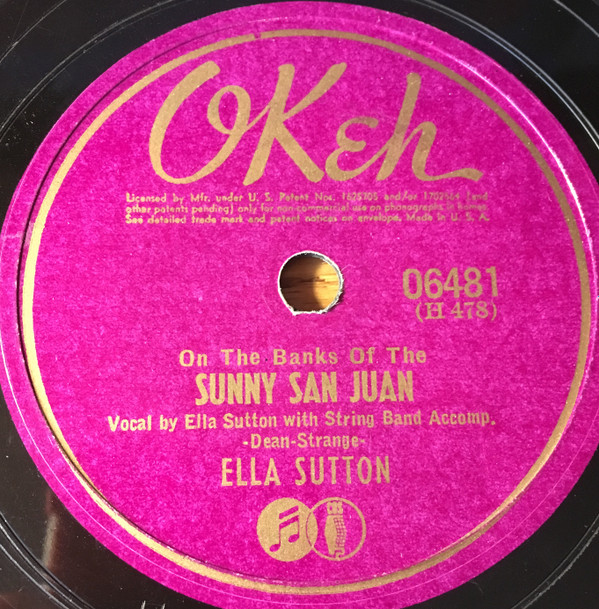 OKeh
Licensed by Mfr. under U. S. Patent Nos. 1625705 and/or 1702564 (and
other patents pending) only for non-commercial use on phonographs in homes.
See detailed trade mark and patent notices on envelope. Made in U. S. A.
06481
(H 478)
On The Banks Of The
SUNNY SAN JUAN
Vocal by Ella Sutton with String Band Accomp.
-Dean-Strange-
ELLA SUTTON